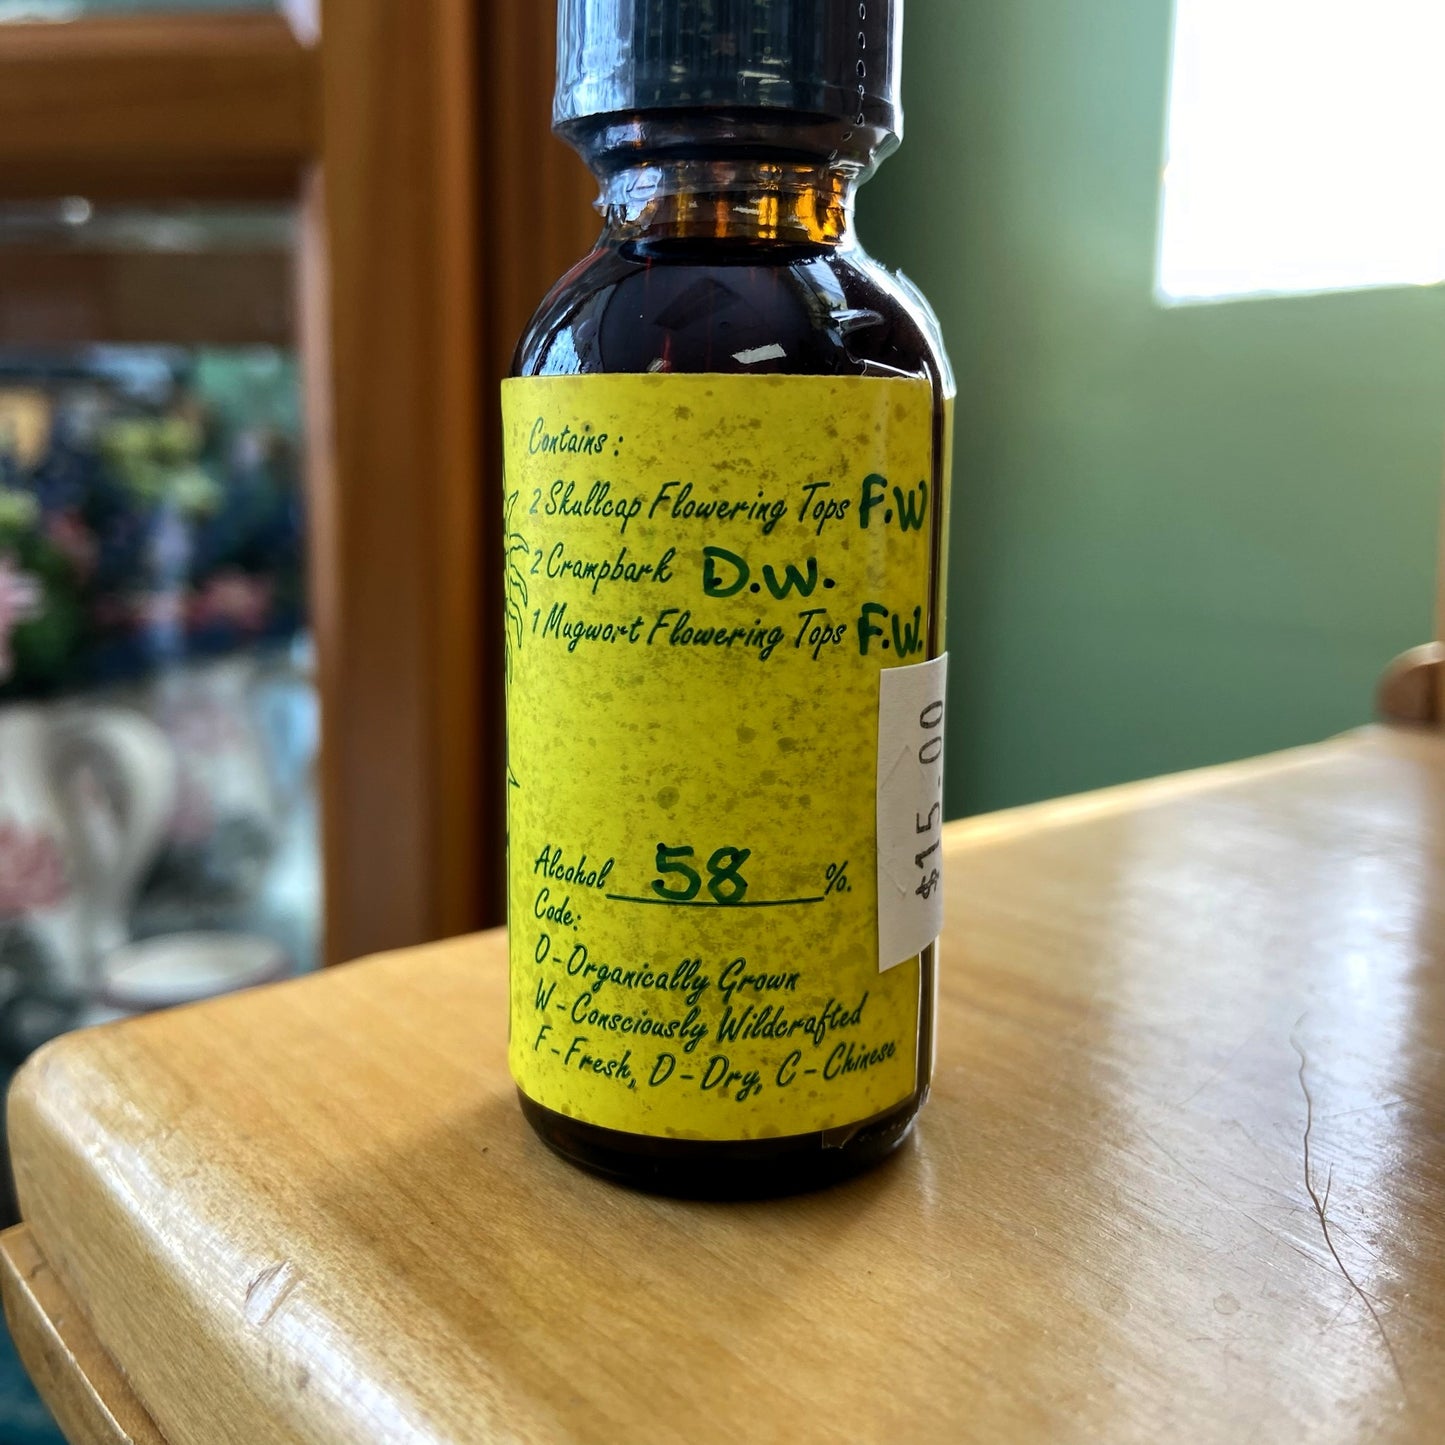 Contains :
2 Skullcap Flowering Tops F.W
2 Crampbark D.W.
1 Mugwort Flowering Tops F.W.
$15.00
Alcohol 58 %.
Code:
O - Organically Grown
W - Consciously Wildcrafted
F - Fresh, D - Dry, C - Chinese